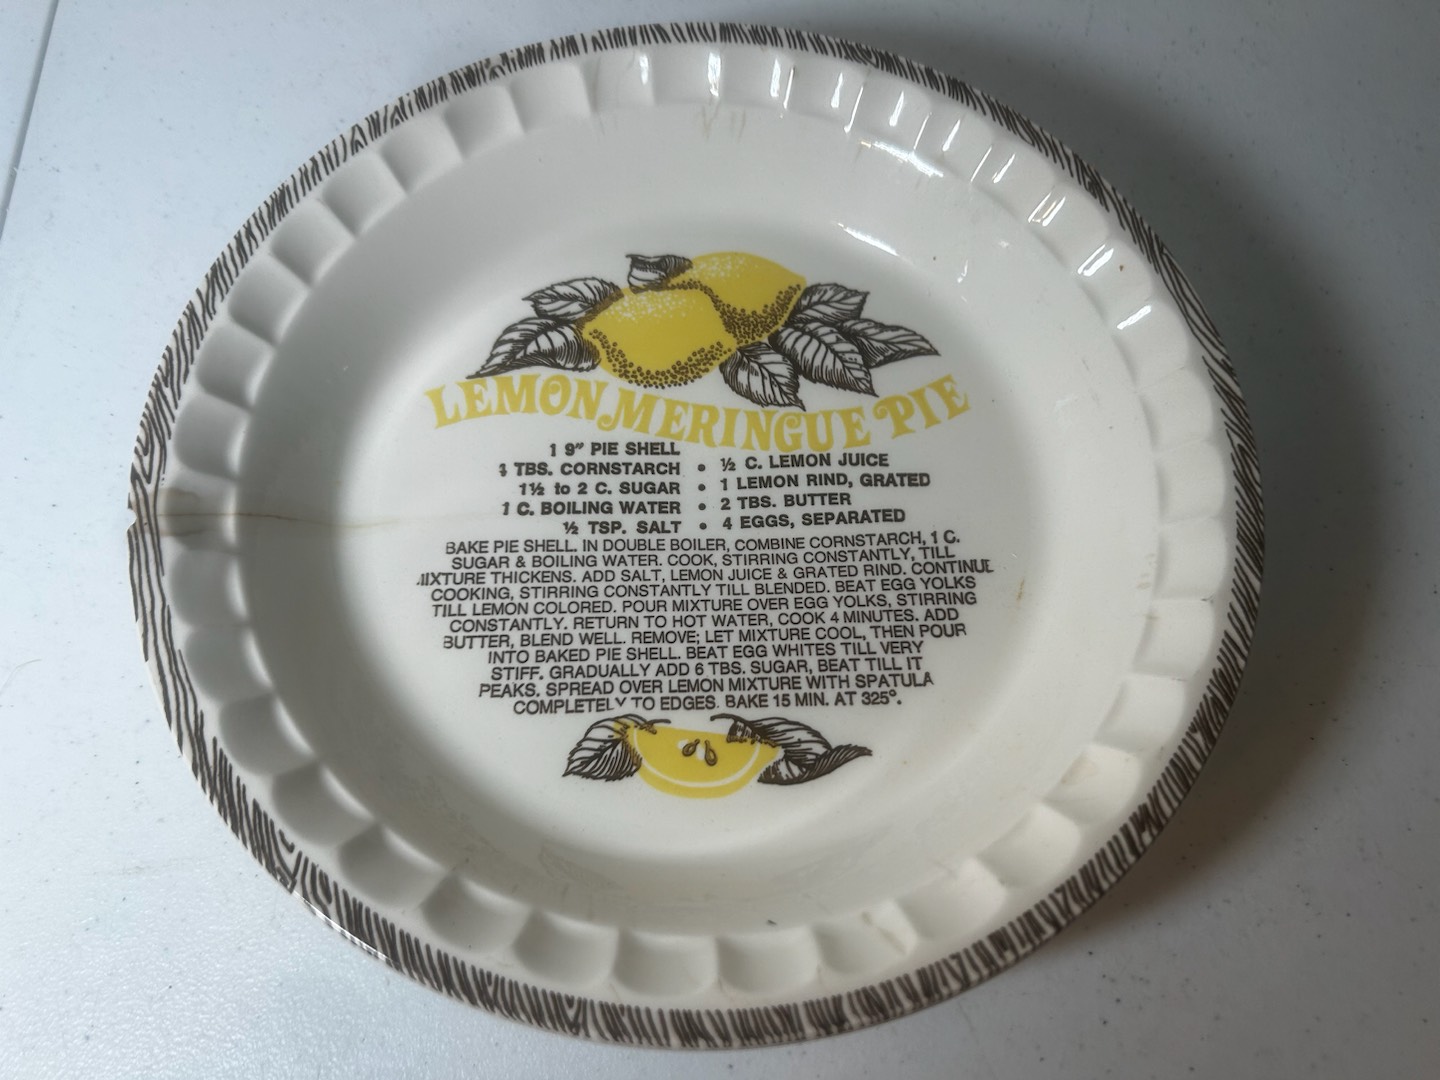 LEMON MERINGUE PIE
1 9” PIE SHELL
TBS. CORNSTARCH • ½ C. LEMON JUICE
1½ to 2 C. SUGAR • 1 LEMON RIND, GRATED
1 C. BOILING WATER • 2 TBS. BUTTER
½ TSP. SALT • 4 EGGS, SEPARATED
BAKE PIE SHELL. IN DOUBLE BOILER, COMBINE CORNSTARCH, 1 C.
SUGAR & BOILING WATER. COOK, STIRRING CONSTANTLY, TILL
MIXTURE THICKENS. ADD SALT, LEMON JUICE & GRATED RIND. CONTINUE
COOKING, STIRRING CONSTANTLY TILL BLENDED. BEAT EGG YOLKS
TILL LEMON COLORED. POUR MIXTURE OVER EGG YOLKS, STIRRING
CONSTANTLY. RETURN TO HOT WATER, COOK 4 MINUTES. ADD
BUTTER, BLEND WELL. REMOVE; LET MIXTURE COOL, THEN POUR
INTO BAKED PIE SHELL. BEAT EGG WHITES TILL VERY
STIFF. GRADUALLY ADD 6 TBS. SUGAR, BEAT TILL IT
PEAKS. SPREAD OVER LEMON MIXTURE WITH SPATULA
COMPLETELY TO EDGES. BAKE 15 MIN. AT 325°.